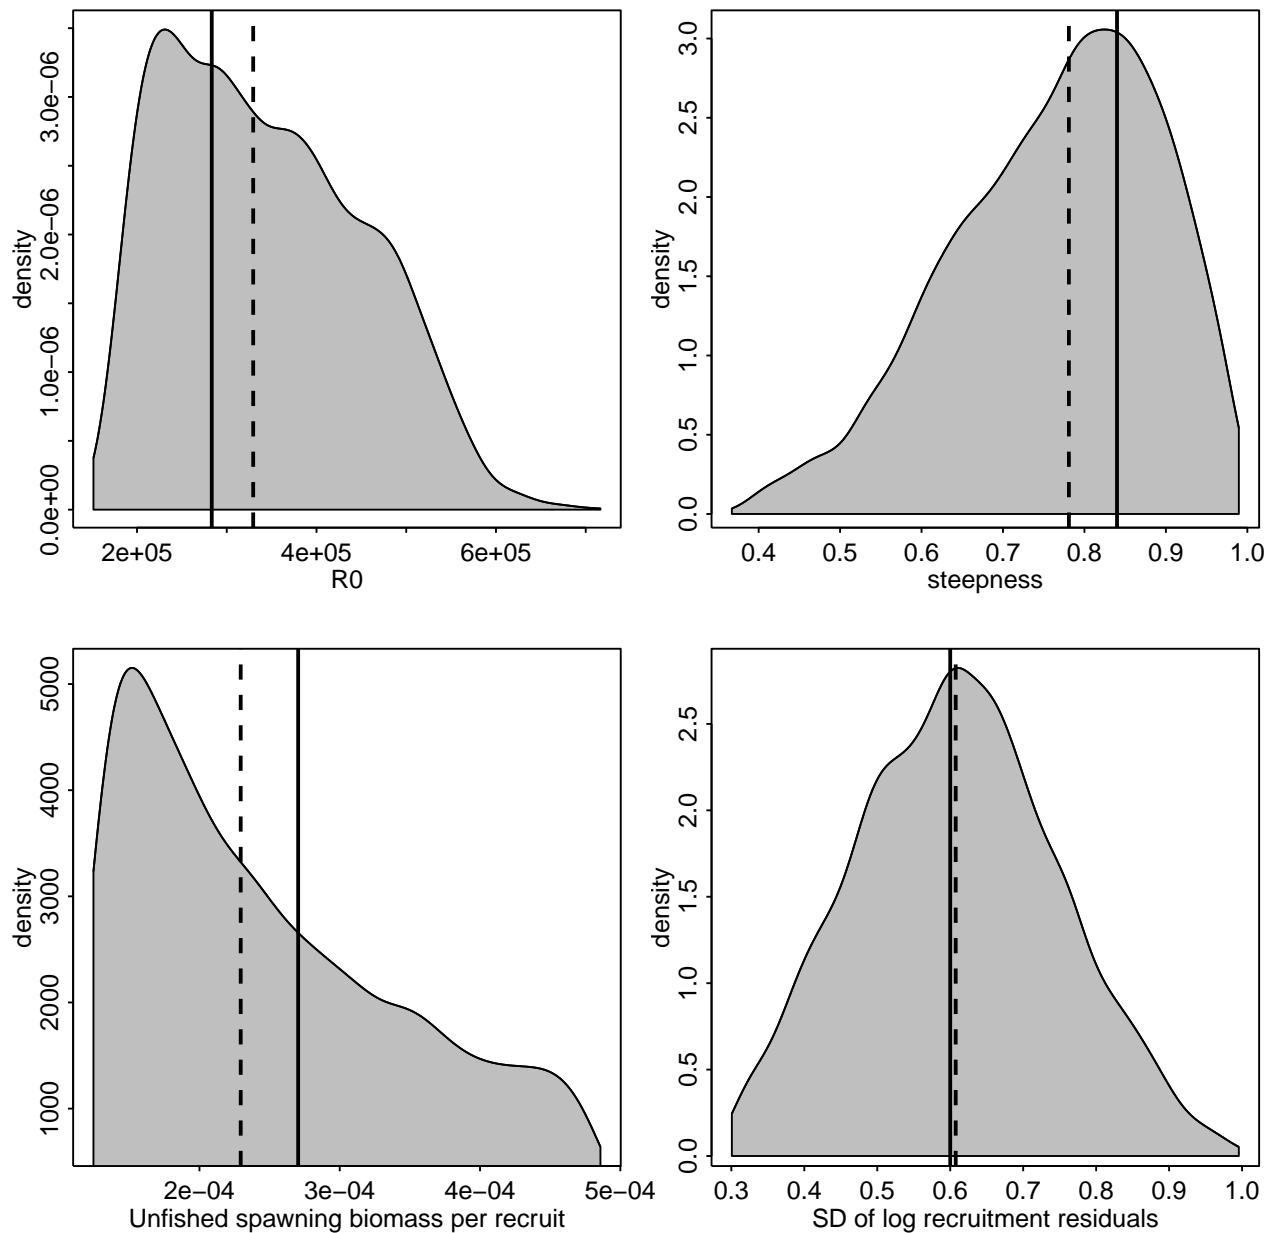 density
0.0e+00 1.0e−06 2.0e−06 3.0e−06
2e+05 4e+05 6e+05
R0
density
0.0 0.5 1.0 1.5 2.0 2.5 3.0
0.4 0.5 0.6 0.7 0.8 0.9 1.0
steepness
density
1000 2000 3000 4000 5000
2e−04 3e−04 4e−04 5e−04
Unfished spawning biomass per recruit
density
0.0 0.5 1.0 1.5 2.0 2.5
0.3 0.4 0.5 0.6 0.7 0.8 0.9 1.0
SD of log recruitment residuals